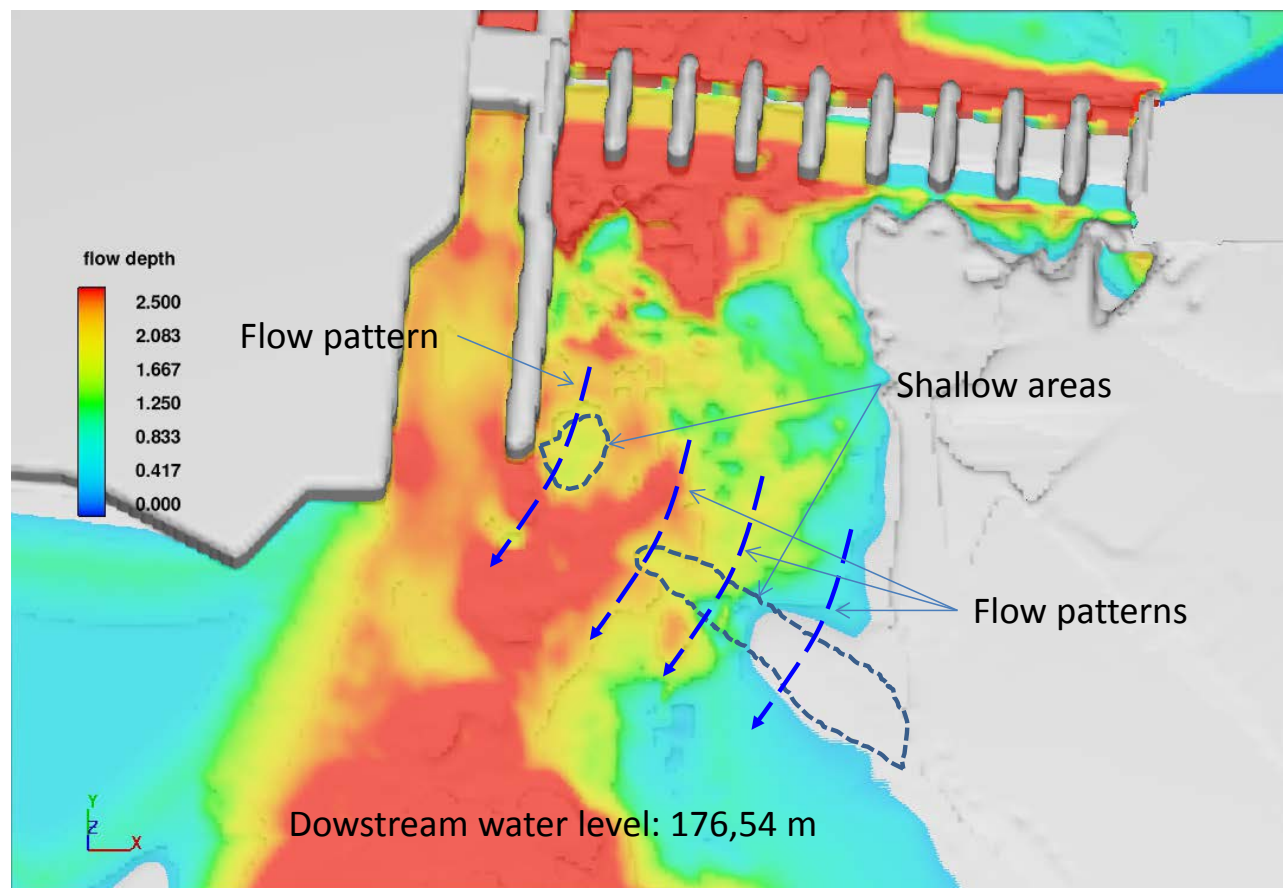 flow depth
2.500
2.083
1.667
1.250
0.833
0.417
0.000
Flow pattern
Shallow areas
Flow patterns
Dowstream water level: 176,54 m
Y
Z
X